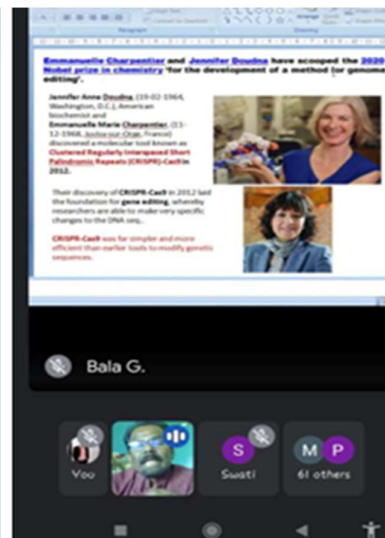 Emmanuelle Charpentier and Jennifer Doudna have scooped the 2020
Nobel prize in chemistry 'for the development of a method for genome
editing'.
Jennifer Anne Doudna, (19-02-1964,
Washington, D.C.), American
biochemist and
Emmanuelle Marie Charpentier, (11-
12-1968, Juvisy-sur-Orge, France)
discovered a molecular tool known as
Clustered Regularly Interspaced Short
Palindromic Repeats (CRISPR)-Cas9 in
2012.
Their discovery of CRISPR-Cas9 in 2012 laid
the foundation for gene editing, whereby
researchers are able to make very specific
changes to the DNA seq..
CRISPR-Cas9 was far simpler and more
efficient than earlier tools to modify genetic
sequences.
Bala G.
S
M P
You
Swati
61 others